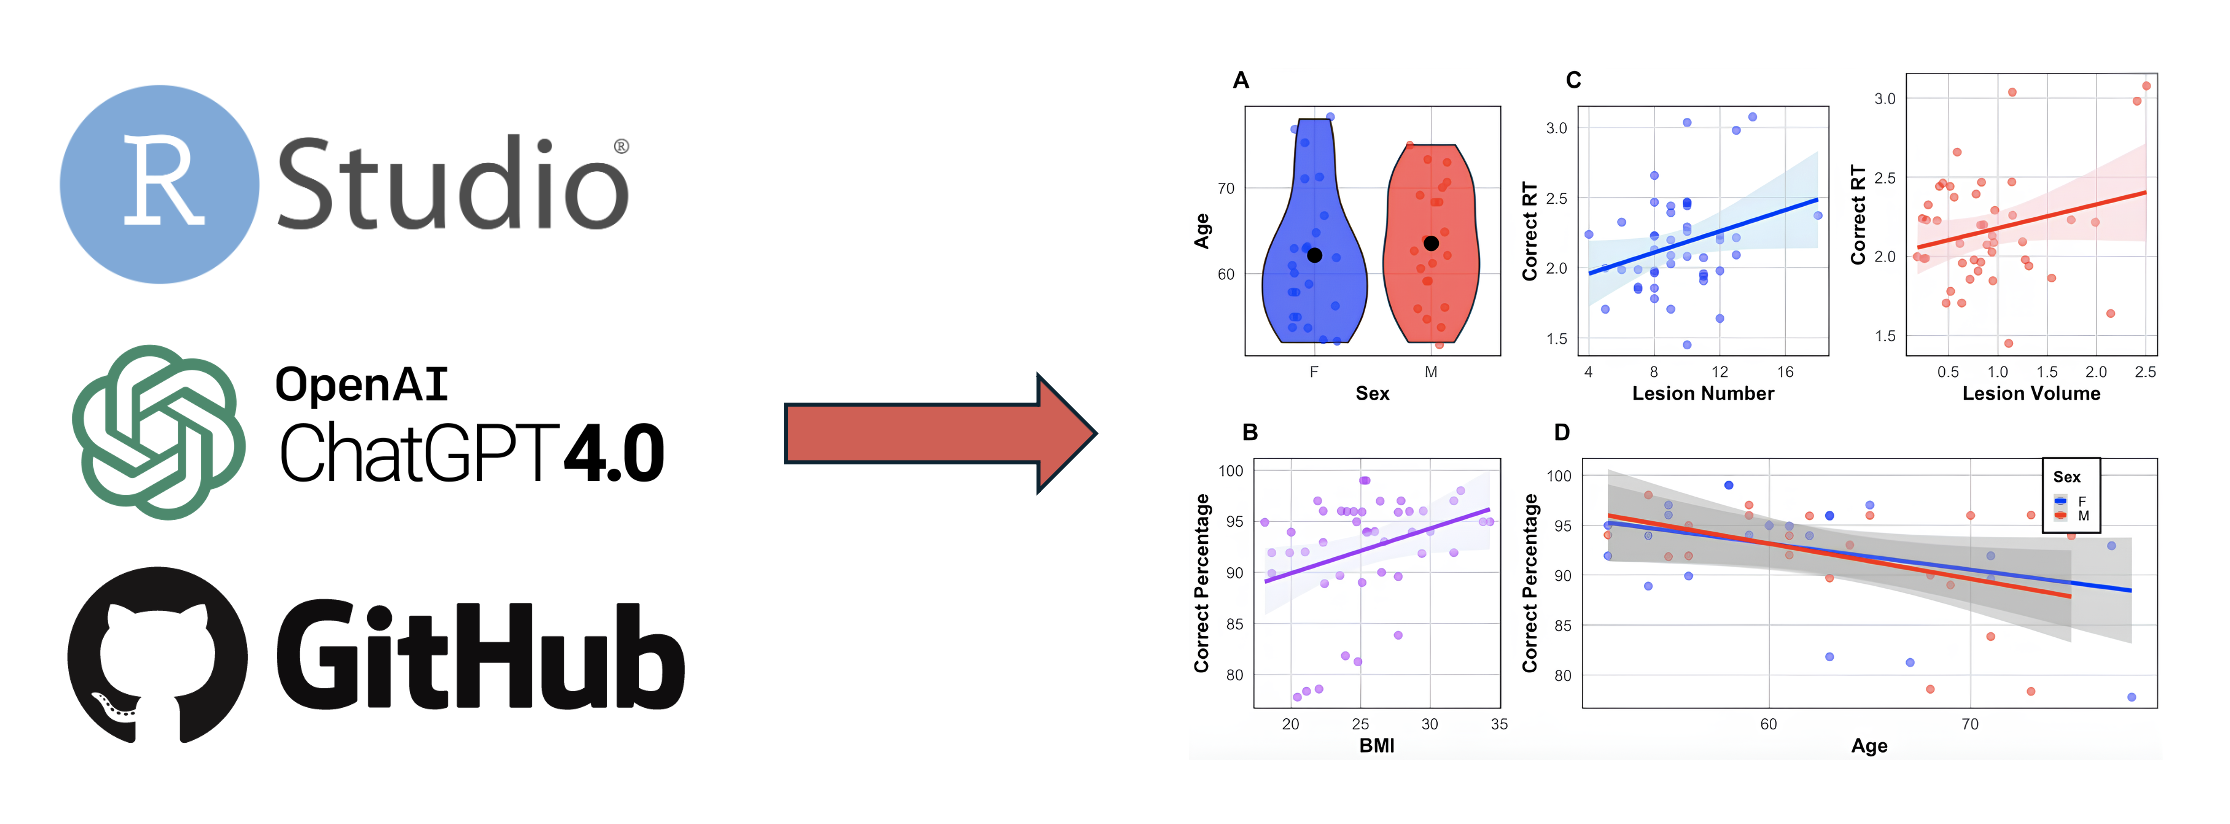 R Studio®
OpenAI
ChatGPT 4.0
GitHub
A
Age
70
60
F
M
Sex
C
Correct RT
3.0
2.5
2.0
1.5
4
8
12
16
Lesion Number
Correct RT
3.0
2.5
2.0
1.5
0.5
1.0
1.5
2.0
2.5
Lesion Volume
B
Correct Percentage
100
95
90
85
80
20
25
30
35
BMI
D
Correct Percentage
100
95
90
85
80
60
70
Age
Sex
F
M